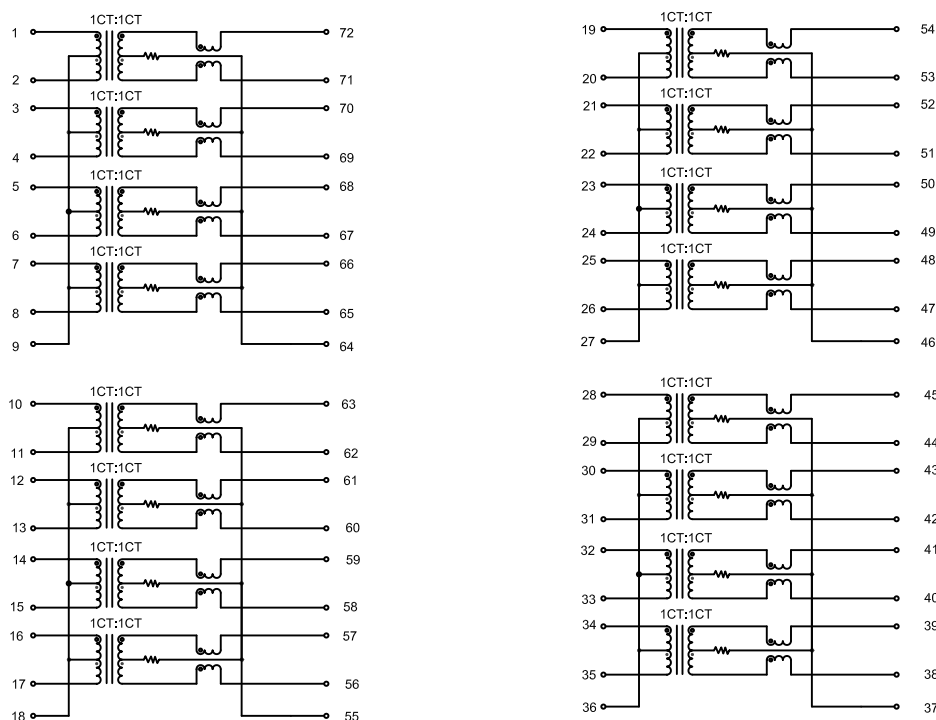 1CT:1CT
1 72
2 71
1CT:1CT
3 70
4 69
1CT:1CT
5 68
6 67
1CT:1CT
7 66
8 65
9 64
1CT:1CT
10 63
11 62
1CT:1CT
12 61
13 60
1CT:1CT
14 59
15 58
1CT:1CT
16 57
17 56
18 55
1CT:1CT
19 54
20 53
1CT:1CT
21 52
22 51
1CT:1CT
23 50
24 49
1CT:1CT
25 48
26 47
27 46
1CT:1CT
28 45
29 44
1CT:1CT
30 43
31 42
1CT:1CT
32 41
33 40
1CT:1CT
34 39
35 38
36 37